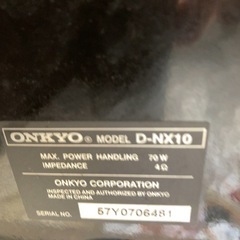 ONKYO® MODEL D-NX10
MAX. POWER HANDLING 70 W
IMPEDANCE 4 Ω
ONKYO CORPORATION
INSPECTED AND AUTHORIZED BY ONKYO
MADE IN CHINA
SERIAL NO. 57Y0706481